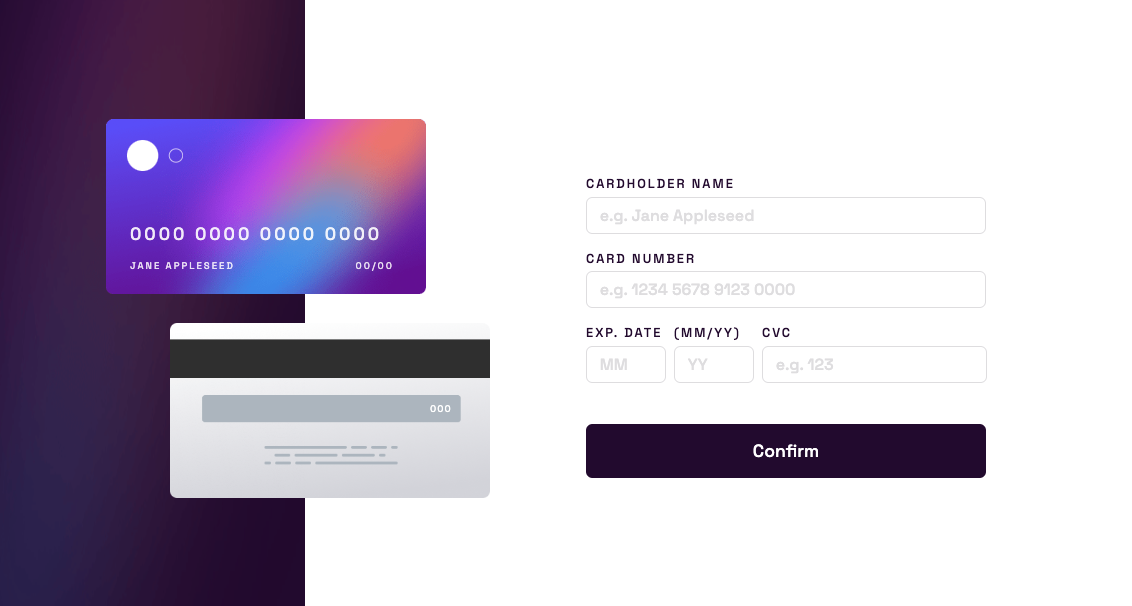 0000 0000 0000 0000
JANE APPLESEED 00/00
000
CARDHOLDER NAME
e.g. Jane Appleseed
CARD NUMBER
e.g. 1234 5678 9123 0000
EXP. DATE (MM/YY) CVC
MM YY e.g. 123
Confirm